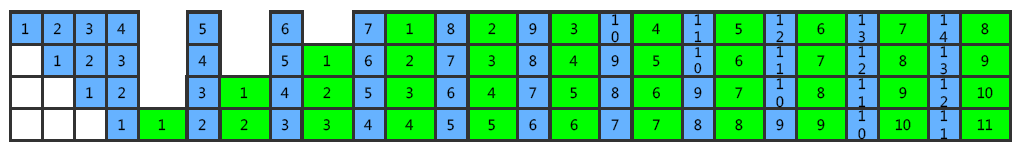 1 2 3 4 5 6 7 1 8 2 9 3 10 4 11 5 12 6 13 7 14 8
1 2 3 4 5 1 6 2 7 3 8 4 9 5 10 6 11 7 12 8 13 9
1 2 3 1 4 2 5 3 6 4 7 5 8 6 9 7 10 8 11 9 12 10
1 1 2 2 3 3 4 4 5 5 6 6 7 7 8 8 9 9 10 10 11 11